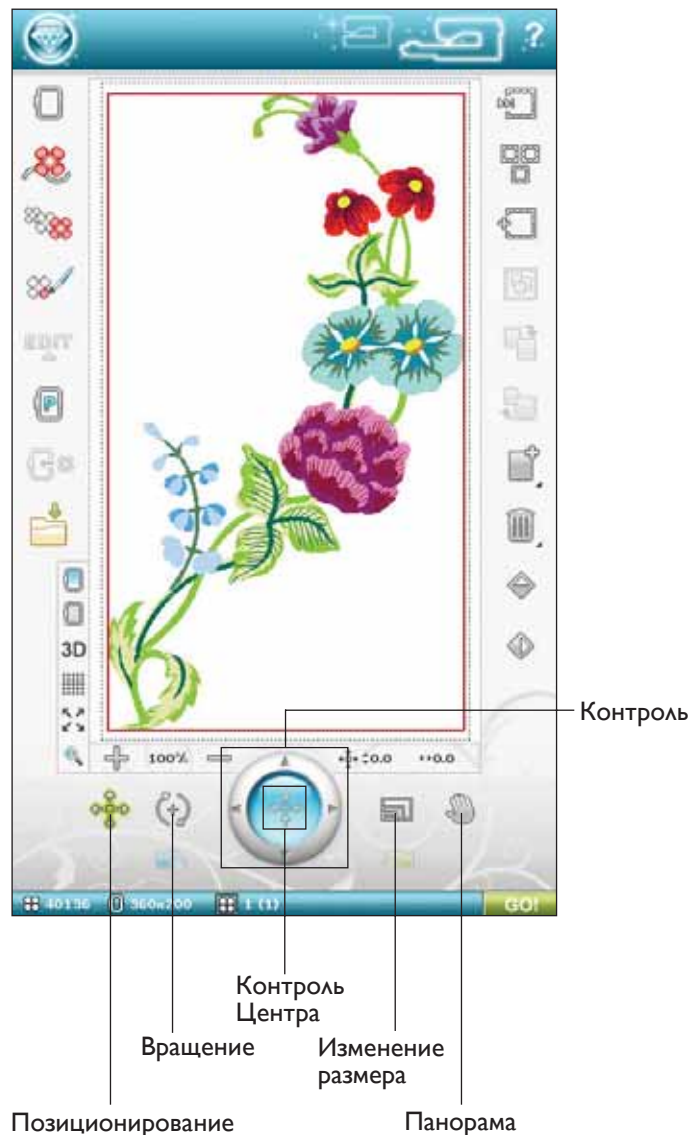 ?
DDI
EDIT
P
3D
100%
0.0
0.0
40136
360x200
1 (1)
GO!
Контроль
Контроль
Центра
Вращение
Изменение
размера
Позиционирование
Панорама